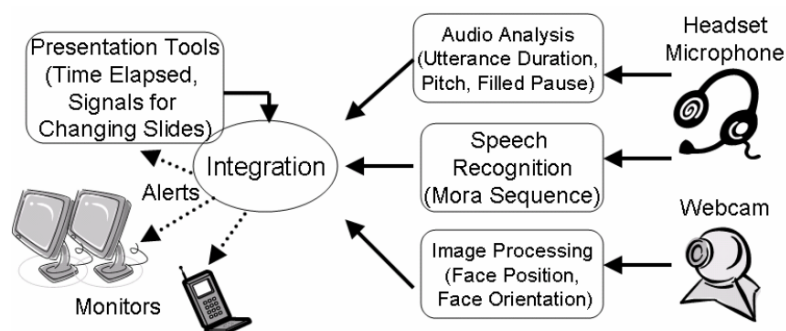 Presentation Tools
(Time Elapsed,
Signals for
Changing Slides)
Integration
Alerts
Monitors
Audio Analysis
(Utterance Duration,
Pitch, Filled Pause)
Speech
Recognition
(Mora Sequence)
Image Processing
(Face Position,
Face Orientation)
Headset
Microphone
Webcam